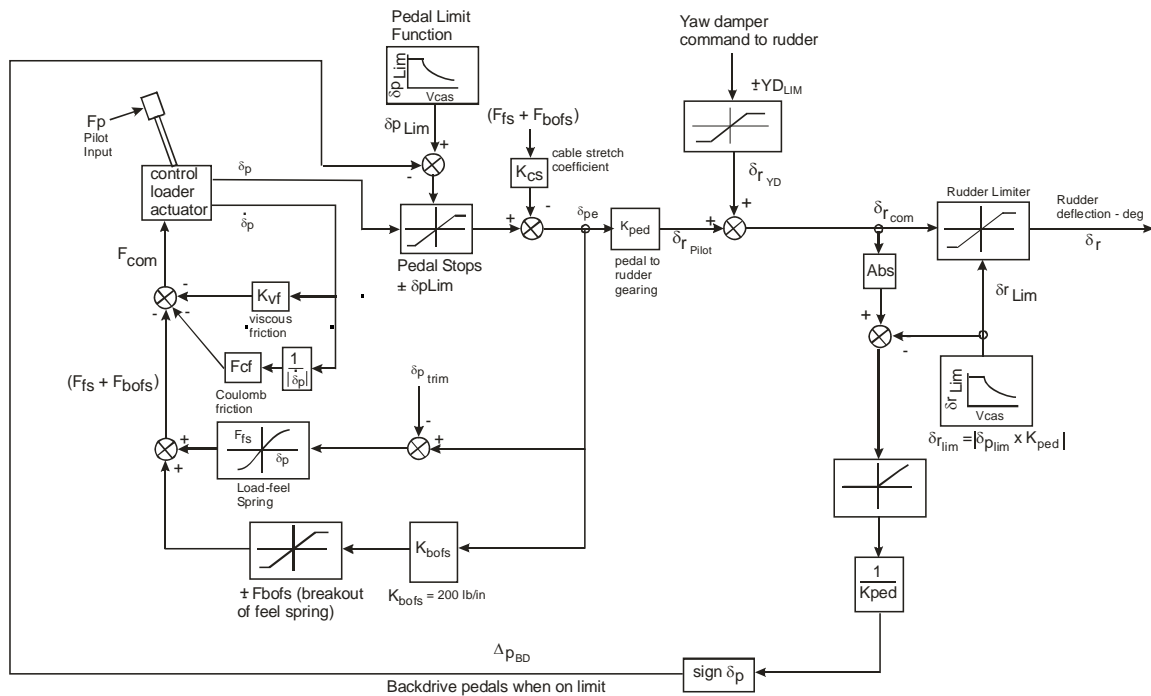 Pedal Limit
Function
δp Lim
Vcas
Yaw damper
command to rudder
±YDLIM
Fp
Pilot
Input
δp Lim
+
-
(Ffs + Fbofs)
cable stretch
coefficient
Kcs
control
loader
actuator
δp
δ̇p
δr YD
Rudder Limiter
Rudder
deflection - deg
δr
Fcom
Pedal Stops
± δpLim
+
-
δpe
Kped
pedal to
rudder
gearing
+
δr Pilot
+
δrcom
Abs
δr Lim
-
-
-
Kvf
viscous
friction
Fcf
Coulomb
friction
1
|δ̇p|
+
-
δrLim
Vcas
δrlim = |δplim x Kped|
(Ffs + Fbofs)
δp trim
-
+
+
+
Ffs
δp
Load-feel
Spring
Kbofs
Kbofs = 200 lb/in
± Fbofs (breakout
of feel spring)
1
Kped
ΔpBD
sign δp
Backdrive pedals when on limit